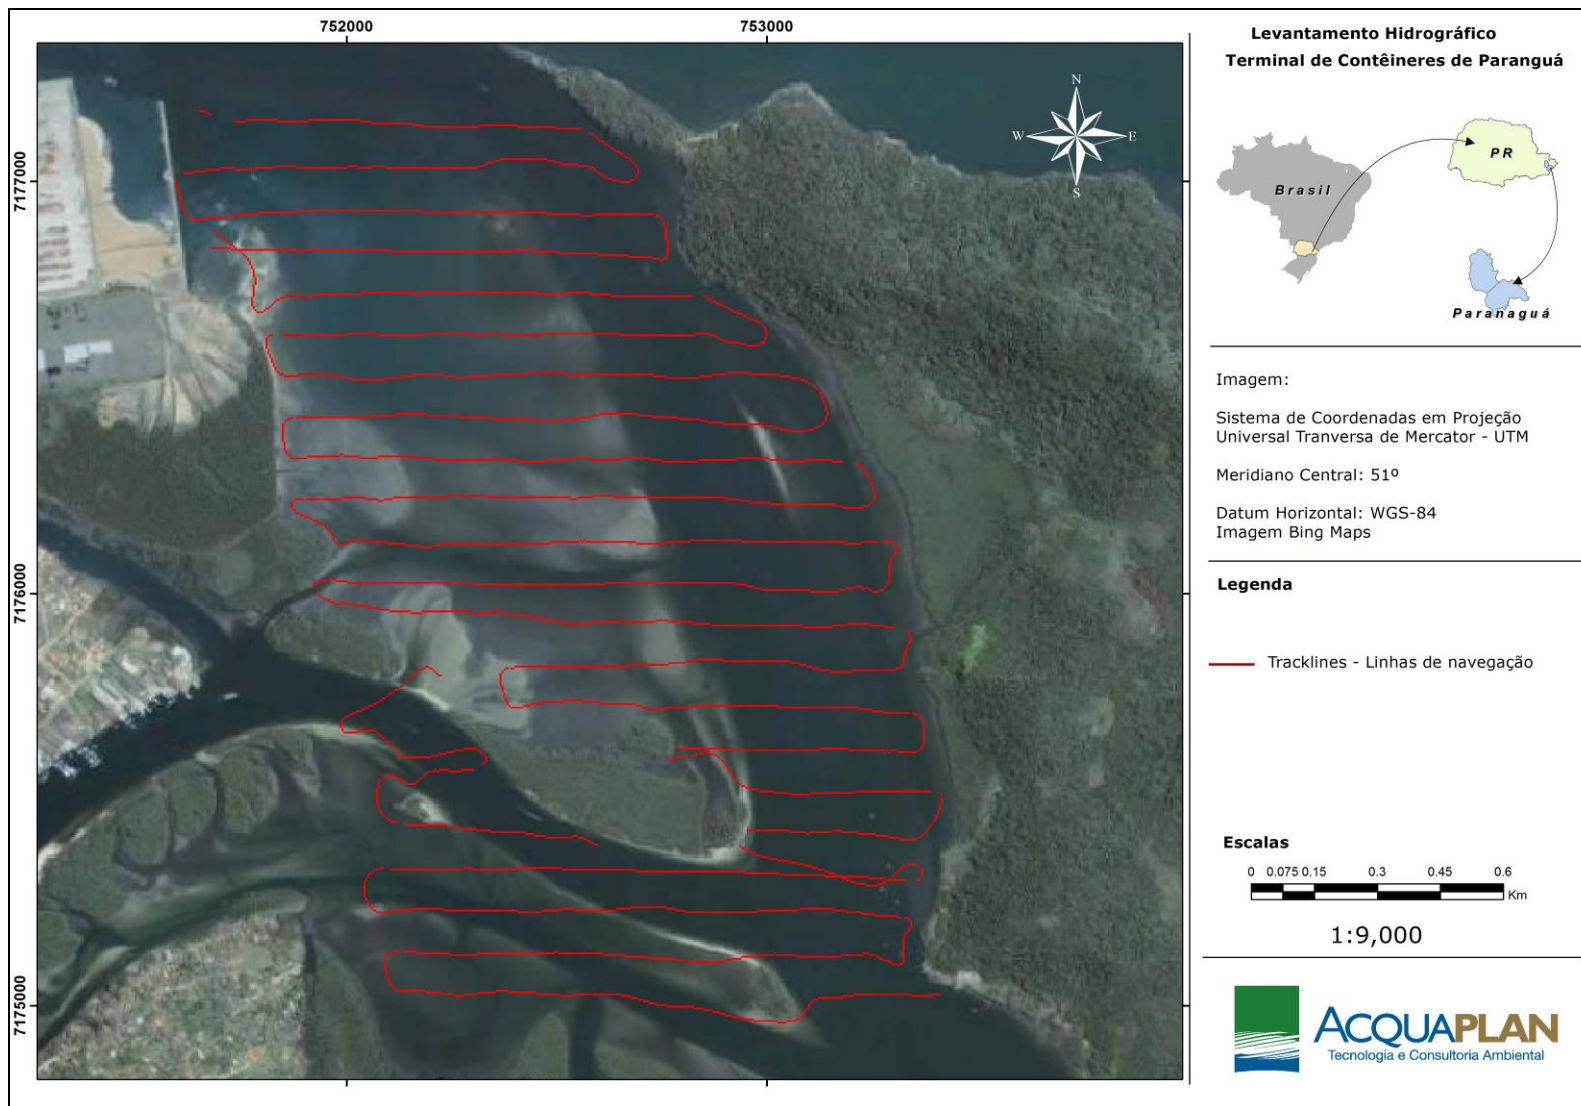 752000
753000
7177000
7176000
7175000
N
W
E
S
Levantamento Hidrográfico
Terminal de Contêineres de Paranguá
Brasil
PR
Paranaguá
Imagem:
Sistema de Coordenadas em Projeção
Universal Tranversa de Mercator - UTM
Meridiano Central: 51º
Datum Horizontal: WGS-84
Imagem Bing Maps
Legenda
Tracklines - Linhas de navegação
Escalas
0 0.075 0.15 0.3 0.45 0.6
Km
1:9,000
ACQUAPLAN
Tecnologia e Consultoria Ambiental